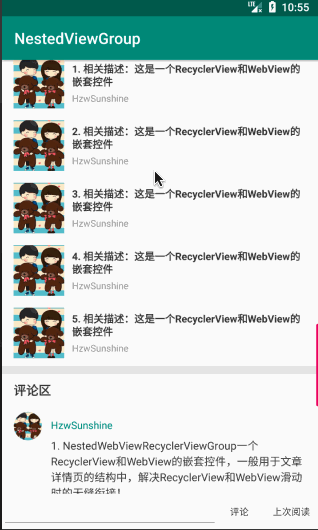 LTE 10:55
NestedViewGroup
1. 相关描述：这是一个RecyclerView和WebView的
嵌套控件
HzwSunshine
2. 相关描述：这是一个RecyclerView和WebView的
嵌套控件
HzwSunshine
3. 相关描述：这是一个RecyclerView和WebView的
嵌套控件
HzwSunshine
4. 相关描述：这是一个RecyclerView和WebView的
嵌套控件
HzwSunshine
5. 相关描述：这是一个RecyclerView和WebView的
嵌套控件
HzwSunshine
评论区
HzwSunshine
1. NestedWebViewRecyclerViewGroup一个
RecyclerView和WebView的嵌套控件，一般用于文章
详情页的结构中，解决RecyclerView和WebView滑动
时的无缝衔接！
评论 上次阅读